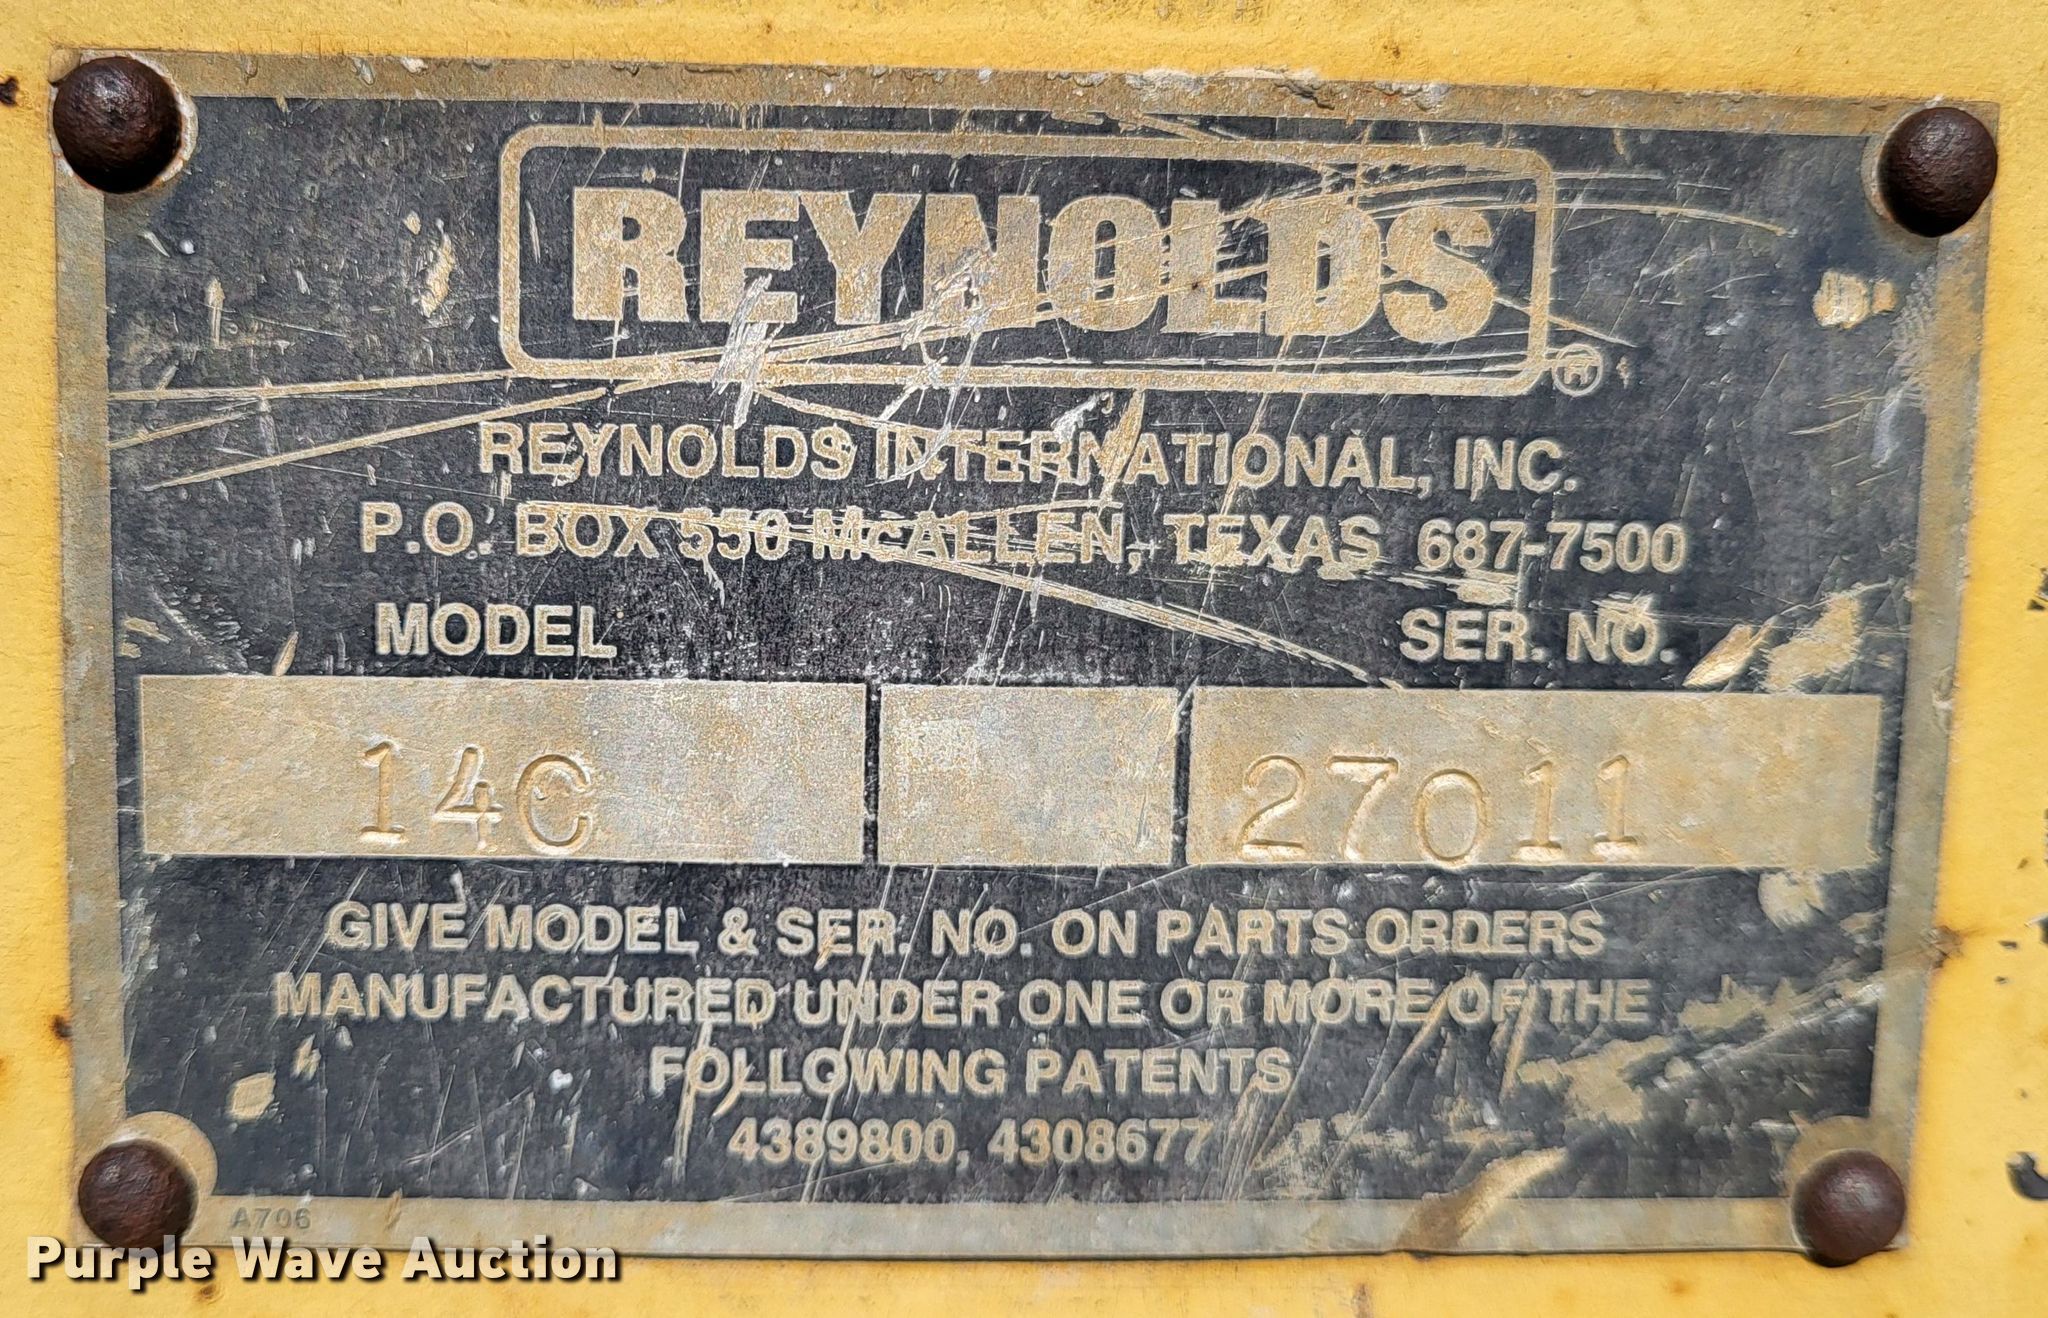 REYNOLDS
®
REYNOLDS INTERNATIONAL, INC.
P.O. BOX 550 McALLEN, TEXAS 687-7500
MODEL SER. NO.
14C 27011
GIVE MODEL & SER. NO. ON PARTS ORDERS
MANUFACTURED UNDER ONE OR MORE OF THE
FOLLOWING PATENTS
4389800, 4308677
A706
Purple Wave Auction